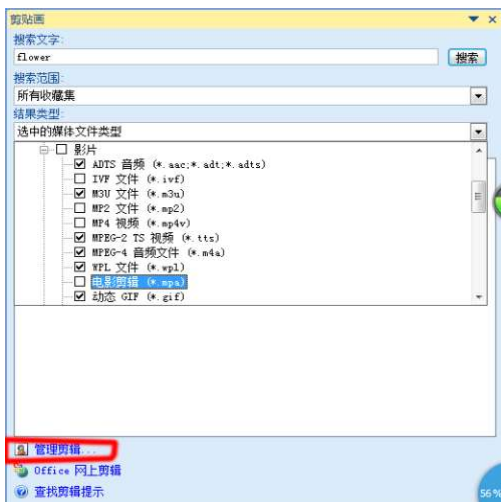 剪贴画
搜索文字:
flower
搜索
搜索范围:
所有收藏集
结果类型:
选中的媒体文件类型
影片
ADTS 音频 (*.aac;*.adt;*.adts)
IVF 文件 (*.ivf)
M3U 文件 (*.m3u)
MP2 文件 (*.mp2)
MP4 视频 (*.mp4v)
MPEG-2 TS 视频 (*.tts)
MPEG-4 音频文件 (*.m4a)
WPL 文件 (*.wpl)
电影剪辑 (*.mpa)
动态 GIF (*.gif)
管理剪辑...
Office 网上剪辑
查找剪辑提示
56%